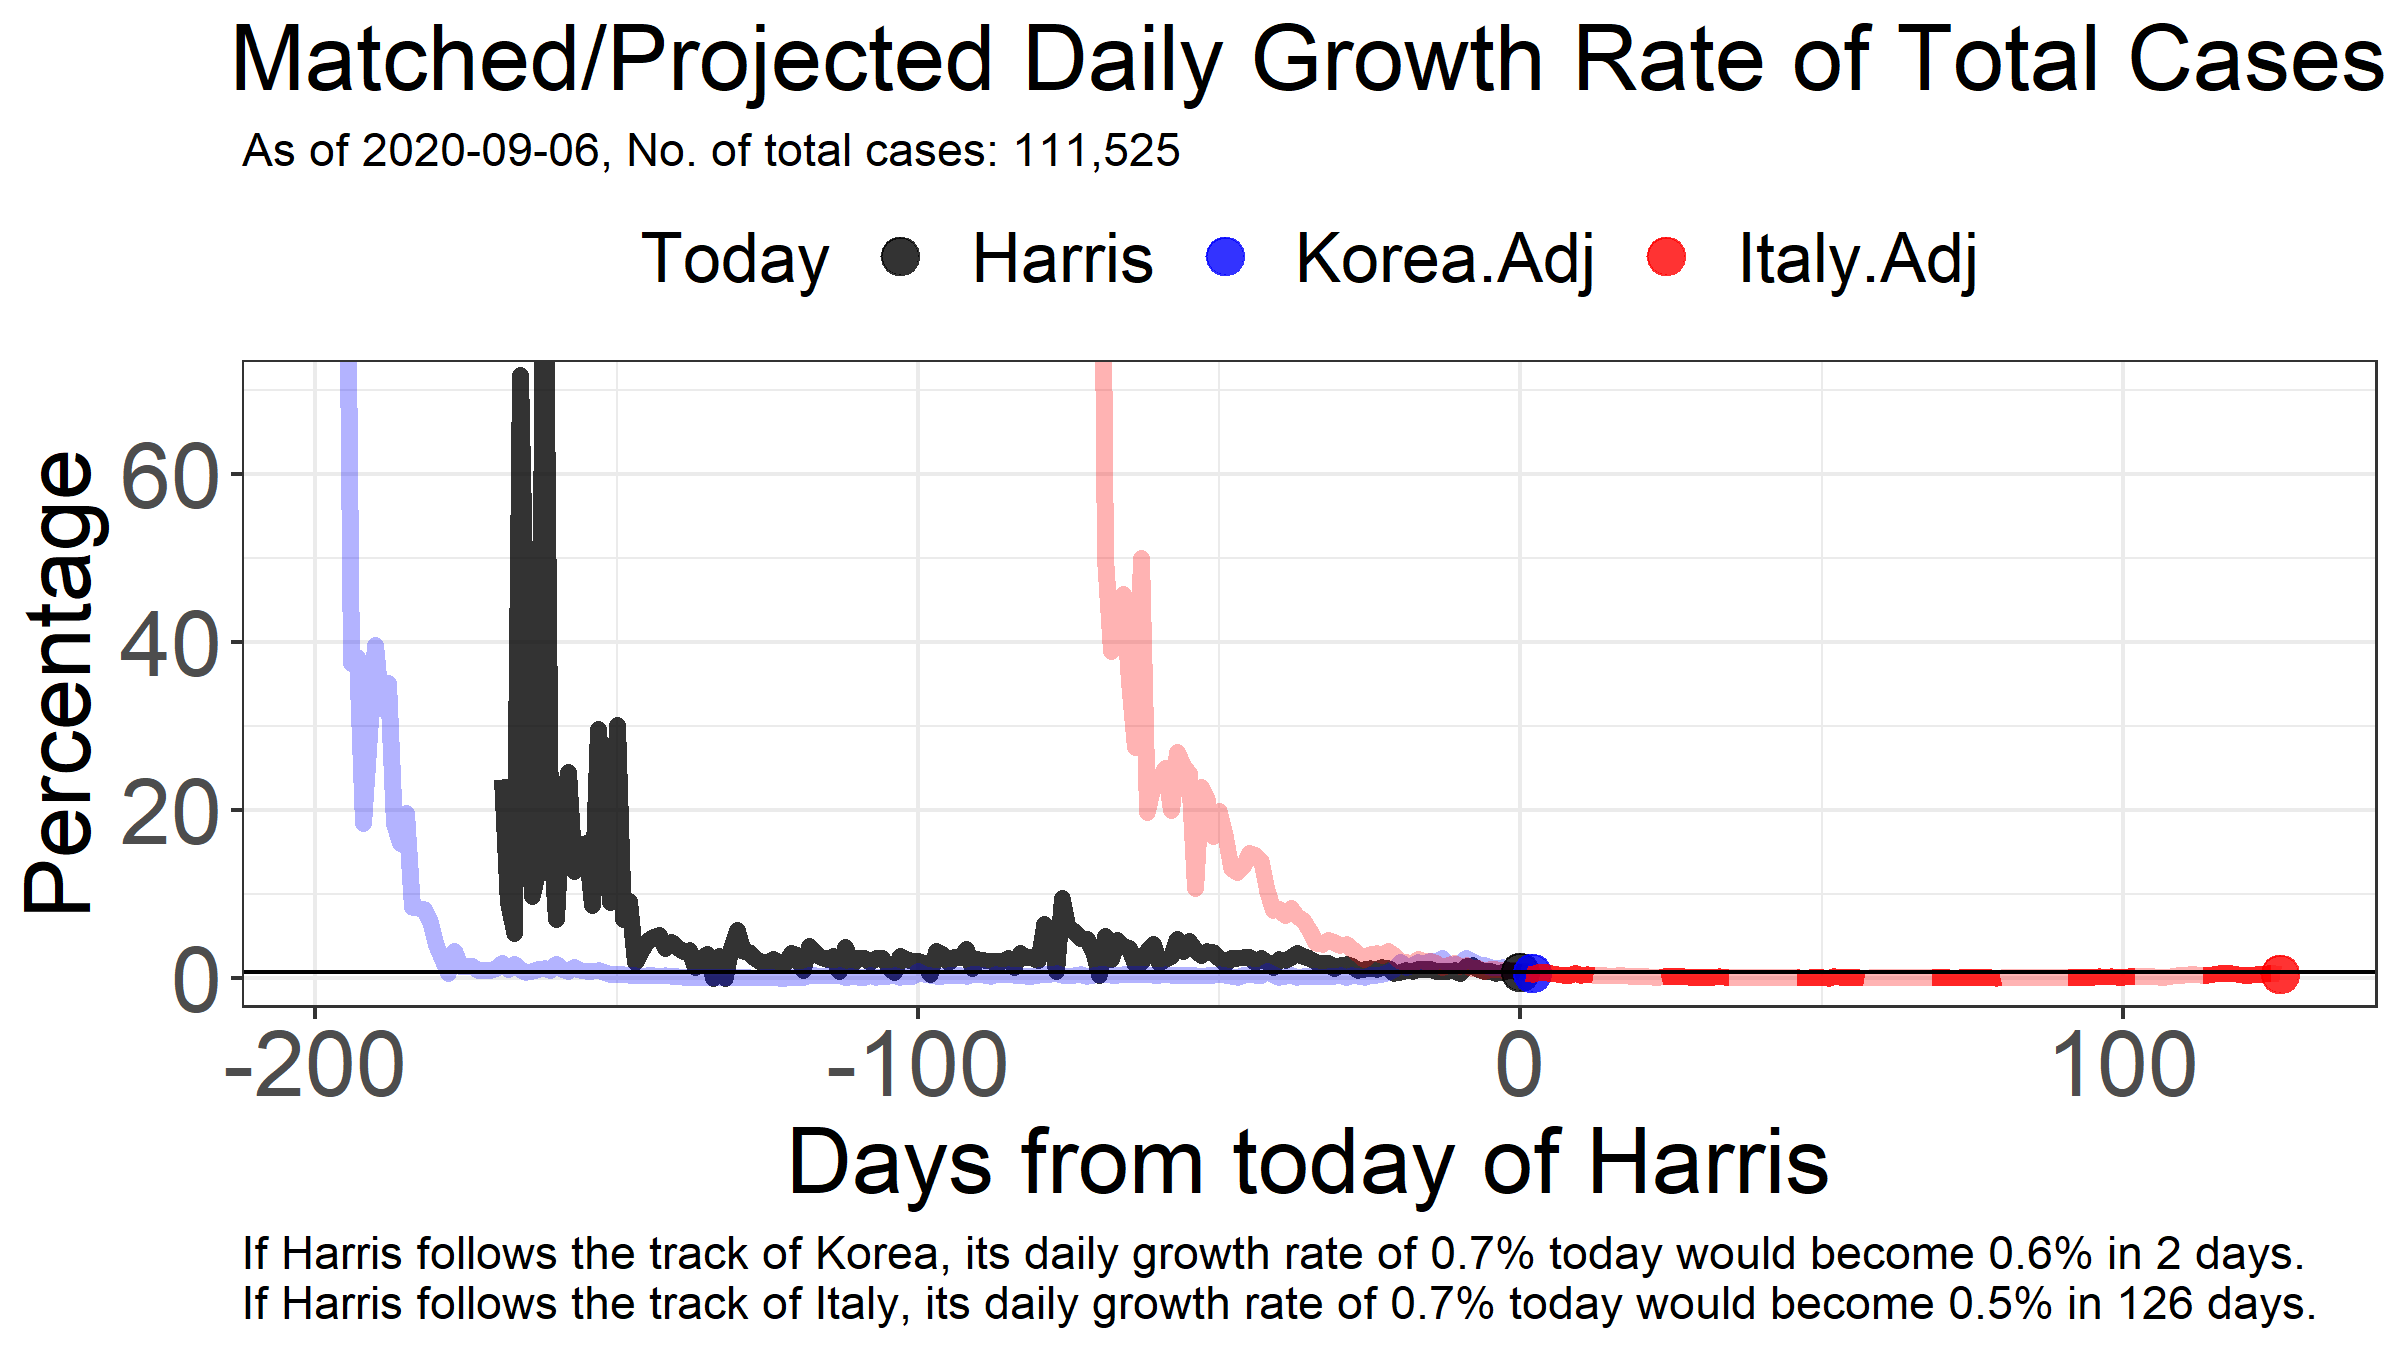 Matched/Projected Daily Growth Rate of Total Cases
As of 2020-09-06, No. of total cases: 111,525
Today Harris Korea.Adj Italy.Adj
Percentage
60
40
20
0
-200 -100 0 100
Days from today of Harris
If Harris follows the track of Korea, its daily growth rate of 0.7% today would become 0.6% in 2 days.
If Harris follows the track of Italy, its daily growth rate of 0.7% today would become 0.5% in 126 days.